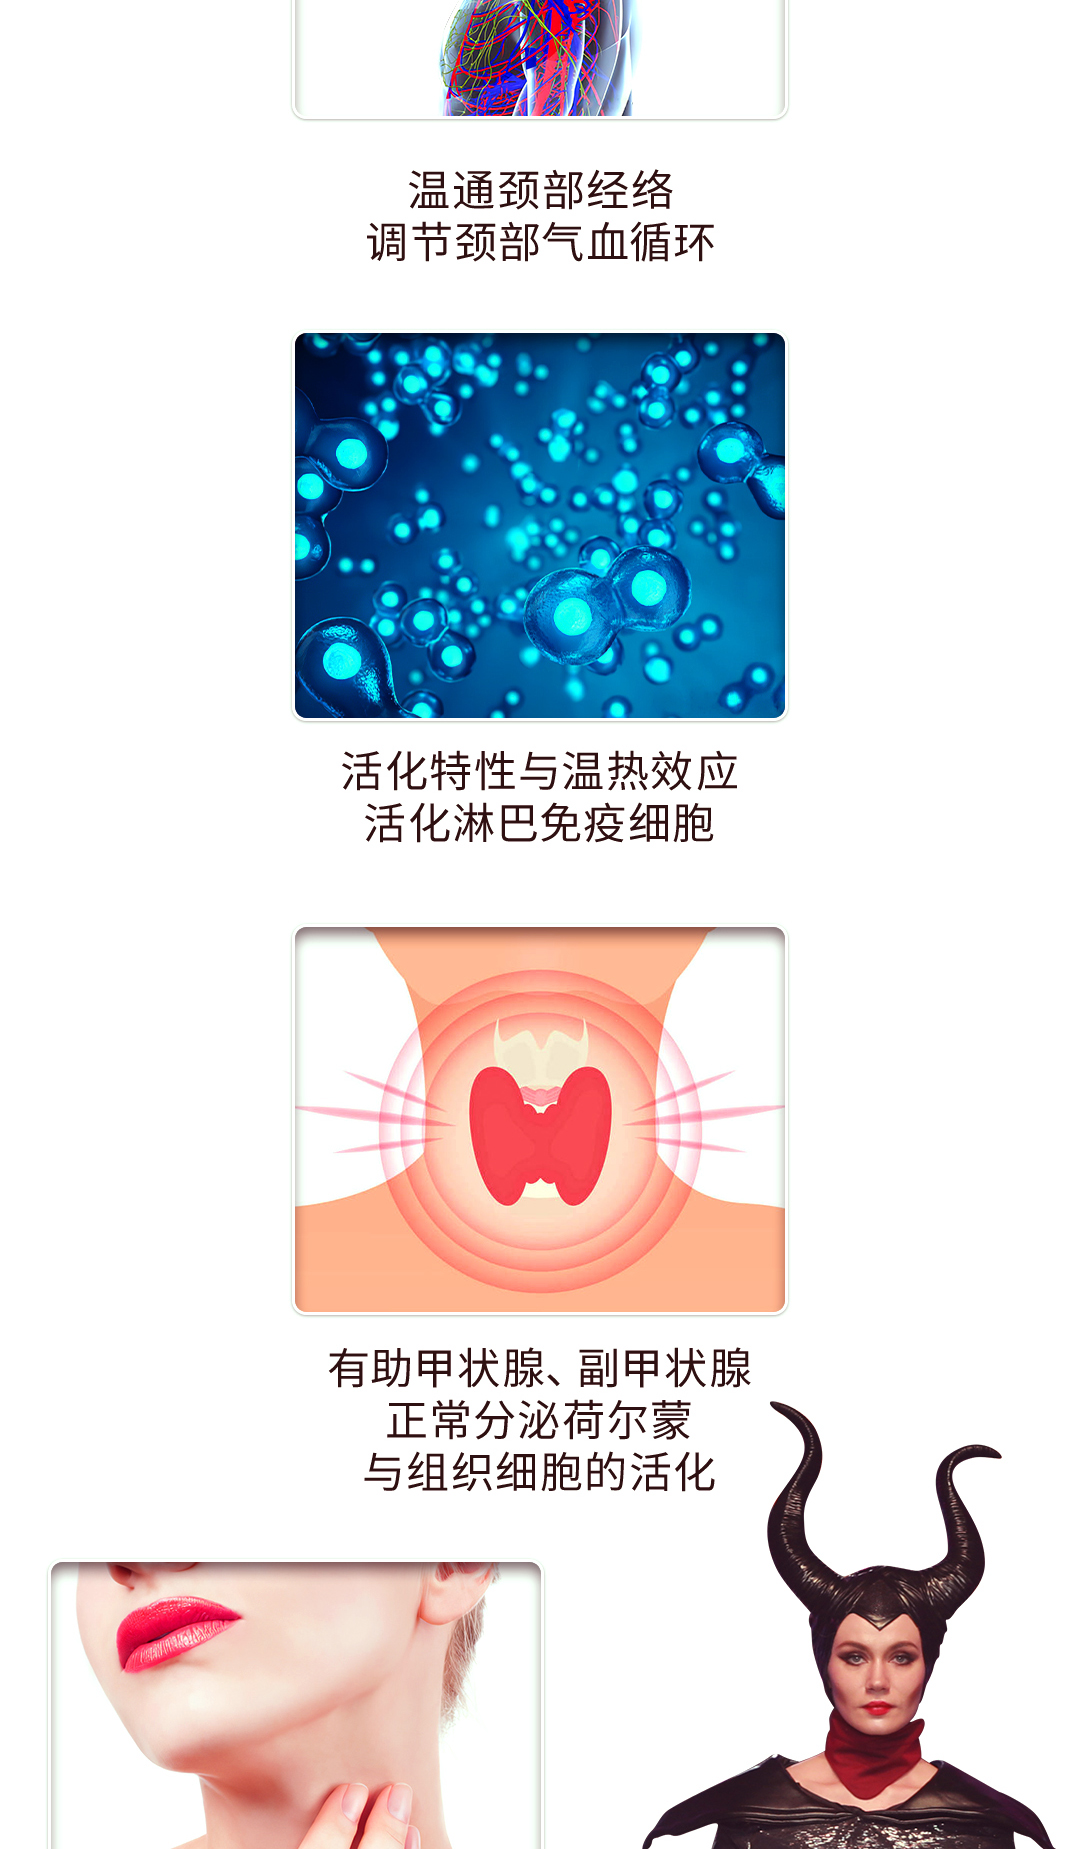 温通颈部经络
调节颈部气血循环
活化特性与温热效应
活化淋巴免疫细胞
有助甲状腺、副甲状腺
正常分泌荷尔蒙
与组织细胞的活化